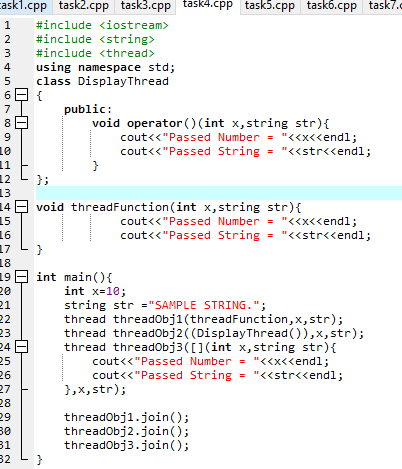 task1.cpp task2.cpp task3.cpp task4.cpp task5.cpp task6.cpp task7.c
1 #include <iostream>
2 #include <string>
3 #include <thread>
4 using namespace std;
5 class DisplayThread
6 {
7 public:
8 void operator()(int x,string str){
9 cout<<"Passed Number = "<<x<<endl;
10 cout<<"Passed String = "<<str<<endl;
11 }
12 };
13
14 void threadFunction(int x,string str){
15 cout<<"Passed Number = "<<x<<endl;
16 cout<<"Passed String = "<<str<<endl;
17 }
18
19 int main(){
20 int x=10;
21 string str ="SAMPLE STRING.";
22 thread threadObj1(threadFunction,x,str);
23 thread threadObj2((DisplayThread()),x,str);
24 thread threadObj3([](int x,string str){
25 cout<<"Passed Number = "<<x<<endl;
26 cout<<"Passed String = "<<str<<endl;
27 },x,str);
28
29 threadObj1.join();
30 threadObj2.join();
31 threadObj3.join();
32 }